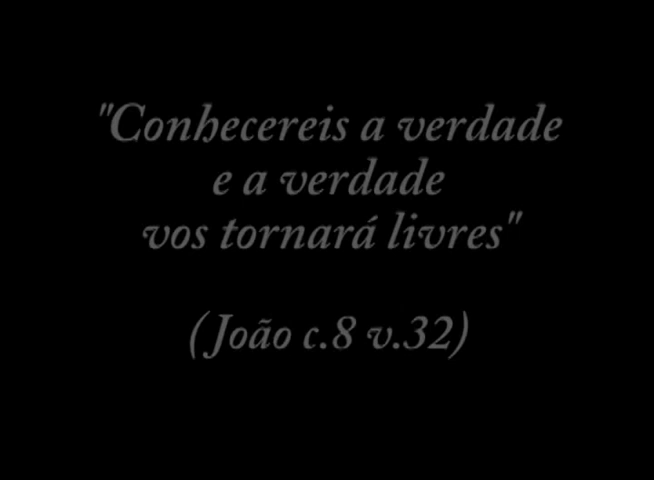 "Conhecereis a verdade
e a verdade
vos tornará livres"
(João c.8 v.32)